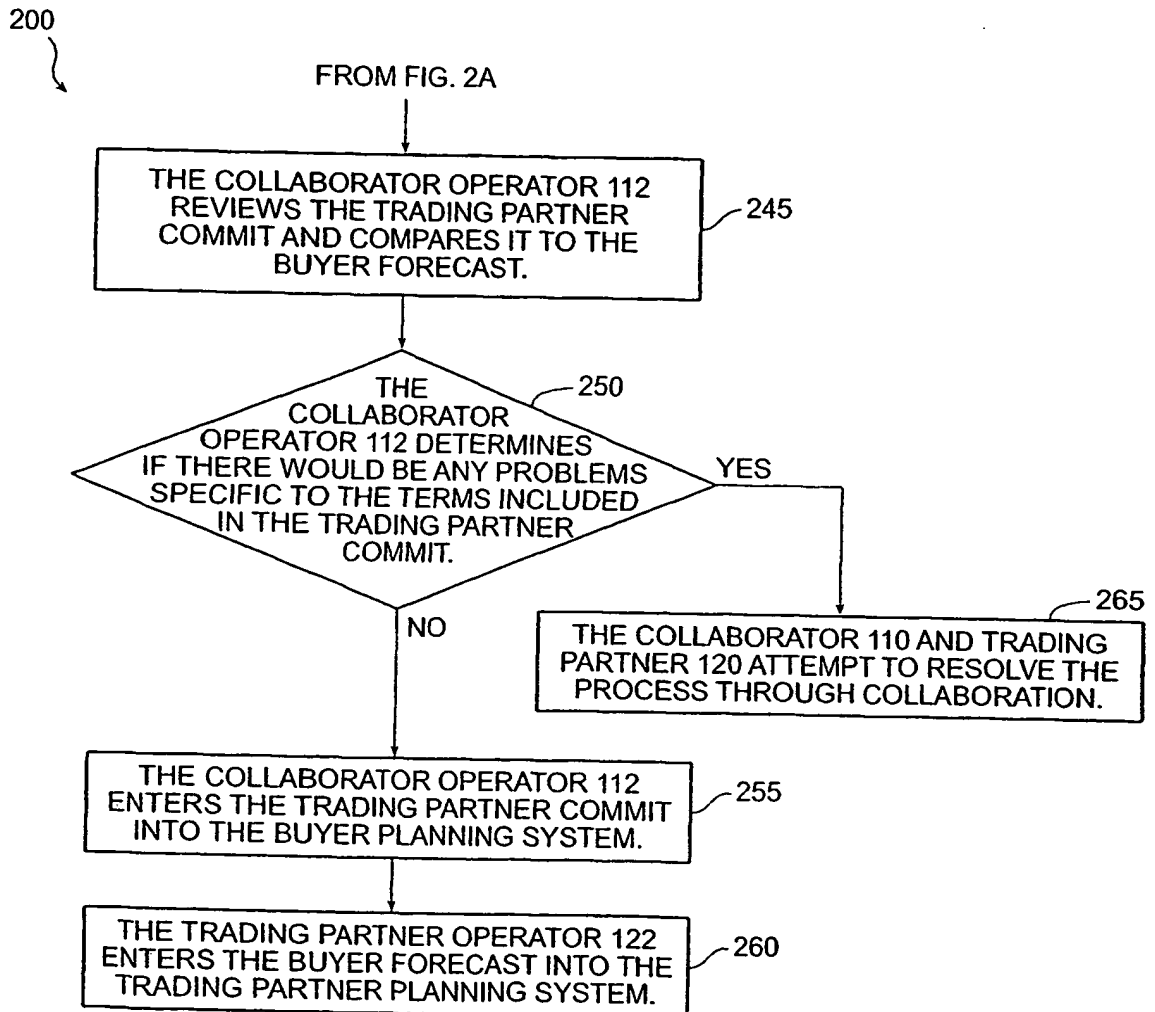 200
FROM FIG. 2A
THE COLLABORATOR OPERATOR 112
REVIEWS THE TRADING PARTNER
COMMIT AND COMPARES IT TO THE
BUYER FORECAST.
245
THE
COLLABORATOR
OPERATOR 112 DETERMINES
IF THERE WOULD BE ANY PROBLEMS
SPECIFIC TO THE TERMS INCLUDED
IN THE TRADING PARTNER
COMMIT.
250
YES
NO
265
THE COLLABORATOR 110 AND TRADING
PARTNER 120 ATTEMPT TO RESOLVE THE
PROCESS THROUGH COLLABORATION.
THE COLLABORATOR OPERATOR 112
ENTERS THE TRADING PARTNER COMMIT
INTO THE BUYER PLANNING SYSTEM.
255
THE TRADING PARTNER OPERATOR 122
ENTERS THE BUYER FORECAST INTO THE
TRADING PARTNER PLANNING SYSTEM.
260